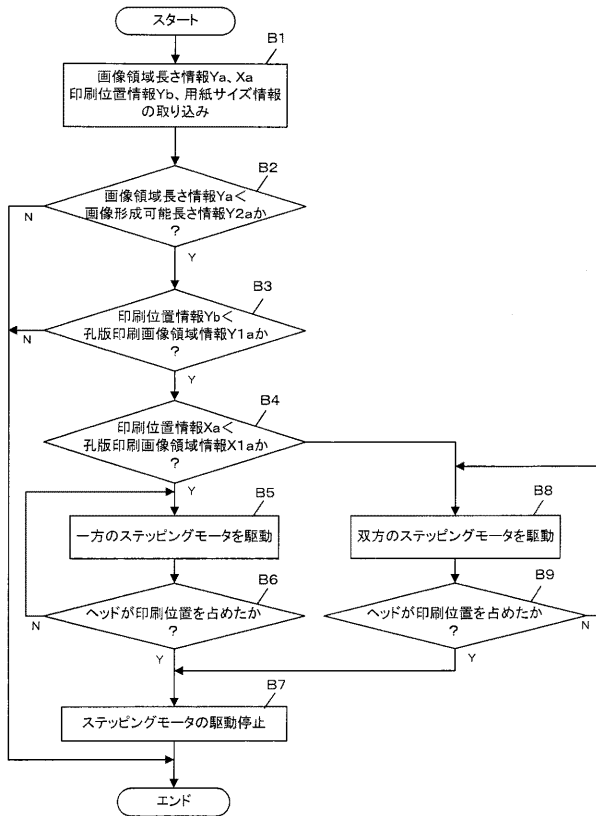 スタート
B1
画像領域長さ情報Ya、Xa
印刷位置情報Yb、用紙サイズ情報
の取り込み
B2
画像領域長さ情報Ya<
画像形成可能長さ情報Y2aか
?
N
Y
B3
印刷位置情報Yb<
孔版印刷画像領域情報Y1aか
?
N
Y
B4
印刷位置情報Xa<
孔版印刷画像領域情報X1aか
?
Y
B5
一方のステッピングモータを駆動
B8
双方のステッピングモータを駆動
B6
ヘッドが印刷位置を占めたか
?
N
Y
B9
ヘッドが印刷位置を占めたか
?
N
Y
B7
ステッピングモータの駆動停止
エンド